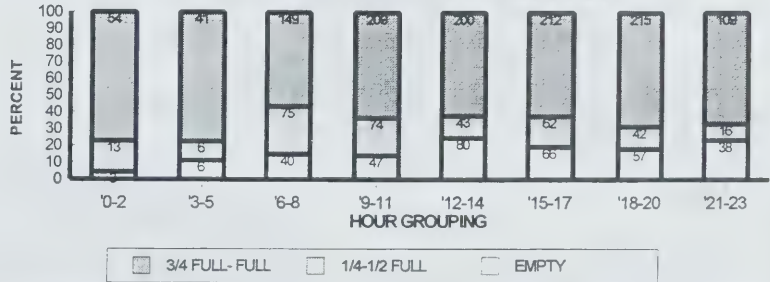 100
90
80
70
60
50
40
30
20
10
0
PERCENT
54 41 149 209 200 212 215 109
13 6 75 74 43 62 42 16
3 6 40 47 80 66 57 38
'0-2 '3-5 '6-8 '9-11 '12-14 '15-17 '18-20 '21-23
HOUR GROUPING
3/4 FULL- FULL 1/4-1/2 FULL EMPTY